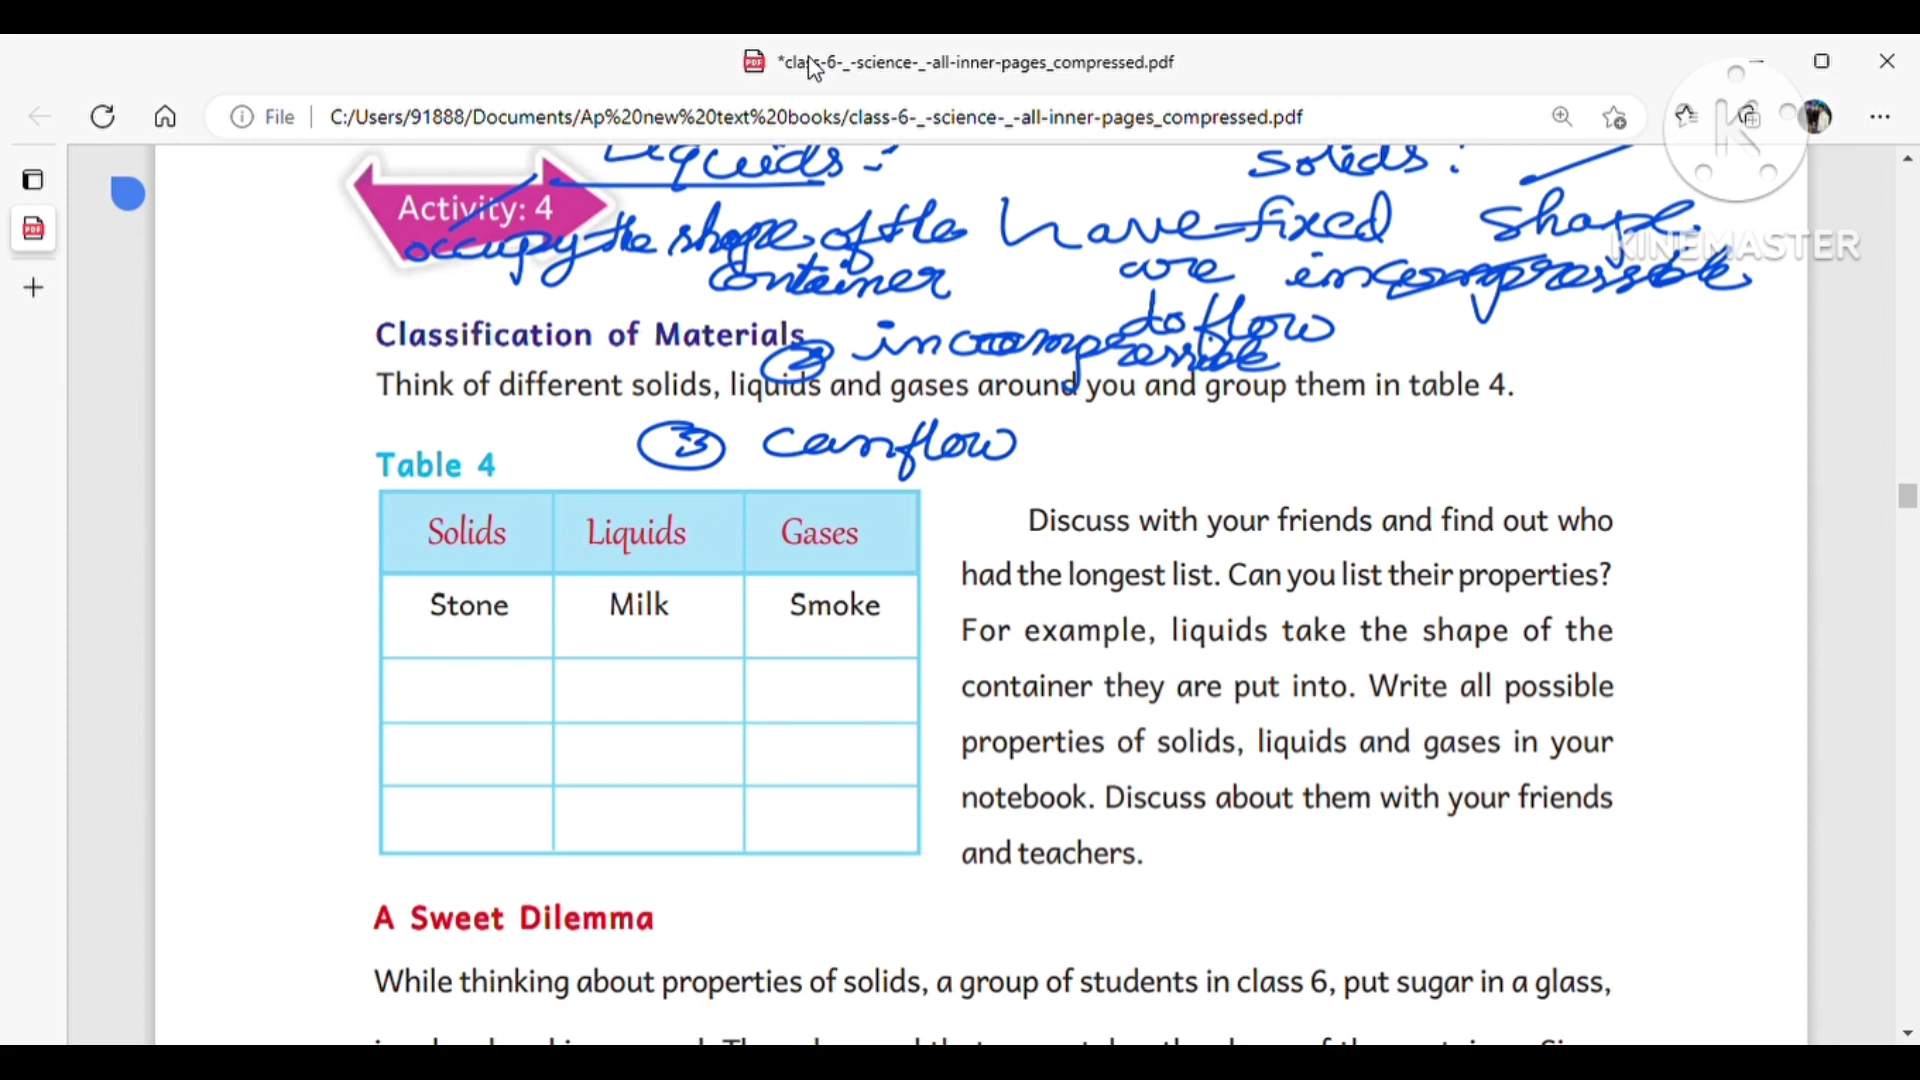 *class-6-_-science-_-all-inner-pages_compressed.pdf
File
C:/Users/91888/Documents/Ap%20new%20text%20books/class-6-_-science-_-all-inner-pages_compressed.pdf
KINEMASTER
Liquids :-
Solids :
Activity: 4
occupy the shape of the
container
have fixed shape.
are incompressible
do flow
Classification of Materials
② incompressible
Think of different solids, liquids and gases around you and group them in table 4.
③ canflow
Table 4
Solids Liquids Gases
Stone Milk Smoke
Discuss with your friends and find out who
had the longest list. Can you list their properties?
For example, liquids take the shape of the
container they are put into. Write all possible
properties of solids, liquids and gases in your
notebook. Discuss about them with your friends
and teachers.
A Sweet Dilemma
While thinking about properties of solids, a group of students in class 6, put sugar in a glass,